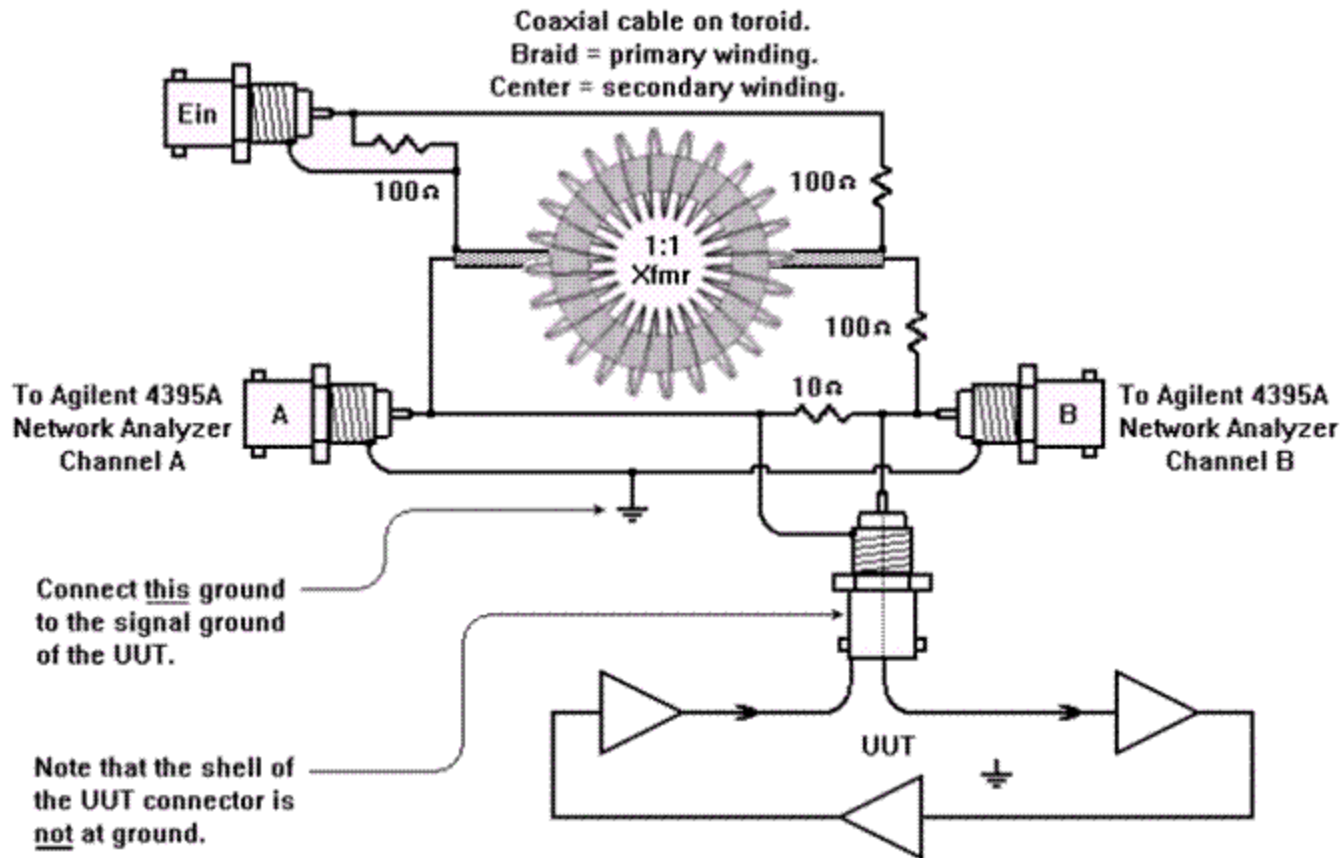 Coaxial cable on toroid.
Braid = primary winding.
Center = secondary winding.
Ein
100Ω
100Ω
1:1
Xfmr
100Ω
10Ω
To Agilent 4395A
Network Analyzer
Channel A
A
B
To Agilent 4395A
Network Analyzer
Channel B
Connect this ground
to the signal ground
of the UUT.
UUT
Note that the shell of
the UUT connector is
not at ground.